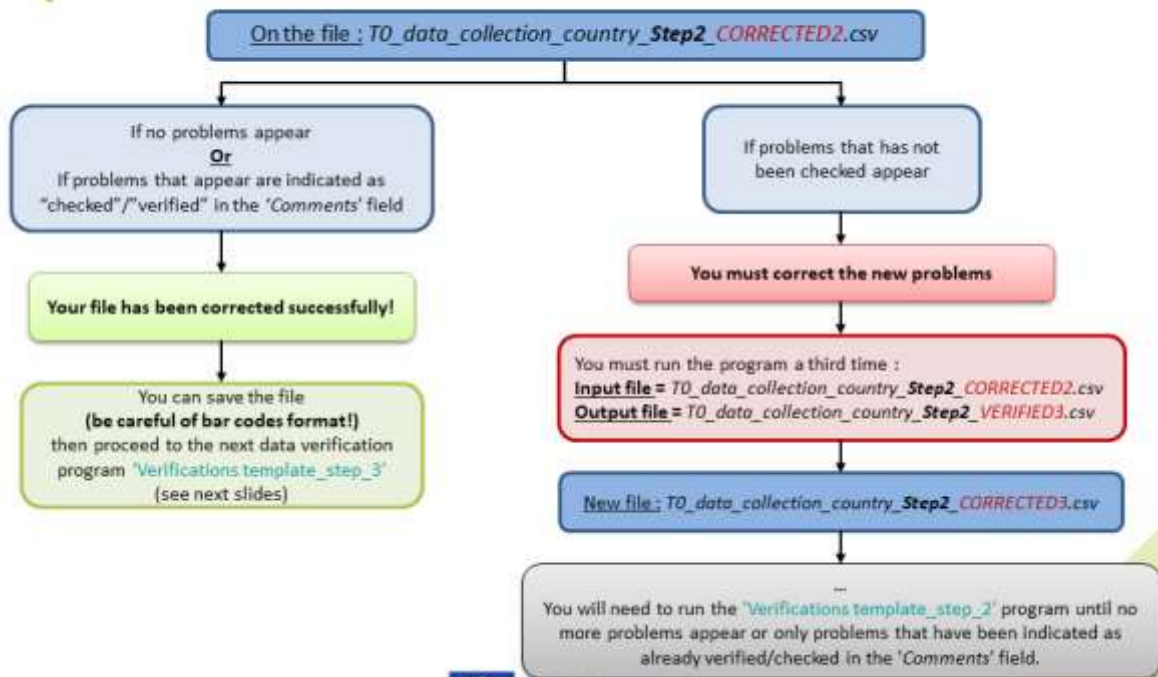 On the file : T0_data_collection_country_Step2_CORRECTED2.csv
If no problems appear
Or
If problems that appear are indicated as
"checked"/"verified" in the 'Comments' field
Your file has been corrected successfully!
You can save the file
(be careful of bar codes format!)
then proceed to the next data verification
program 'Verifications template_step_3'
(see next slides)
If problems that has not
been checked appear
You must correct the new problems
You must run the program a third time :
Input file = T0_data_collection_country_Step2_CORRECTED2.csv
Output file = T0_data_collection_country_Step2_VERIFIED3.csv
New file : T0_data_collection_country_Step2_CORRECTED3.csv
...
You will need to run the 'Verifications template_step_2' program until no
more problems appear or only problems that have been indicated as
already verified/checked in the 'Comments' field.